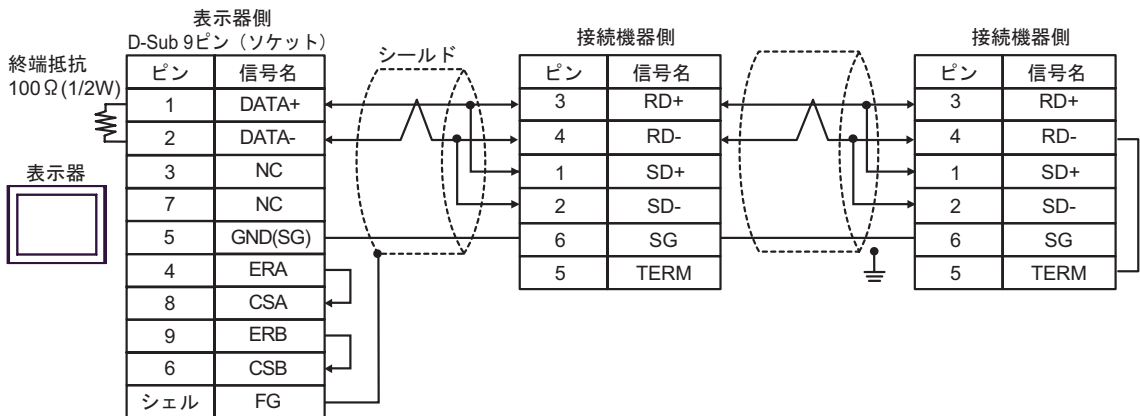 表示器側
D-Sub 9ピン（ソケット）
終端抵抗
100Ω(1/2W)
ピン 信号名
1 DATA+
2 DATA-
3 NC
7 NC
5 GND(SG)
4 ERA
8 CSA
9 ERB
6 CSB
シェル FG
表示器
シールド
接続機器側
ピン 信号名
3 RD+
4 RD-
1 SD+
2 SD-
6 SG
5 TERM
接続機器側
ピン 信号名
3 RD+
4 RD-
1 SD+
2 SD-
6 SG
5 TERM